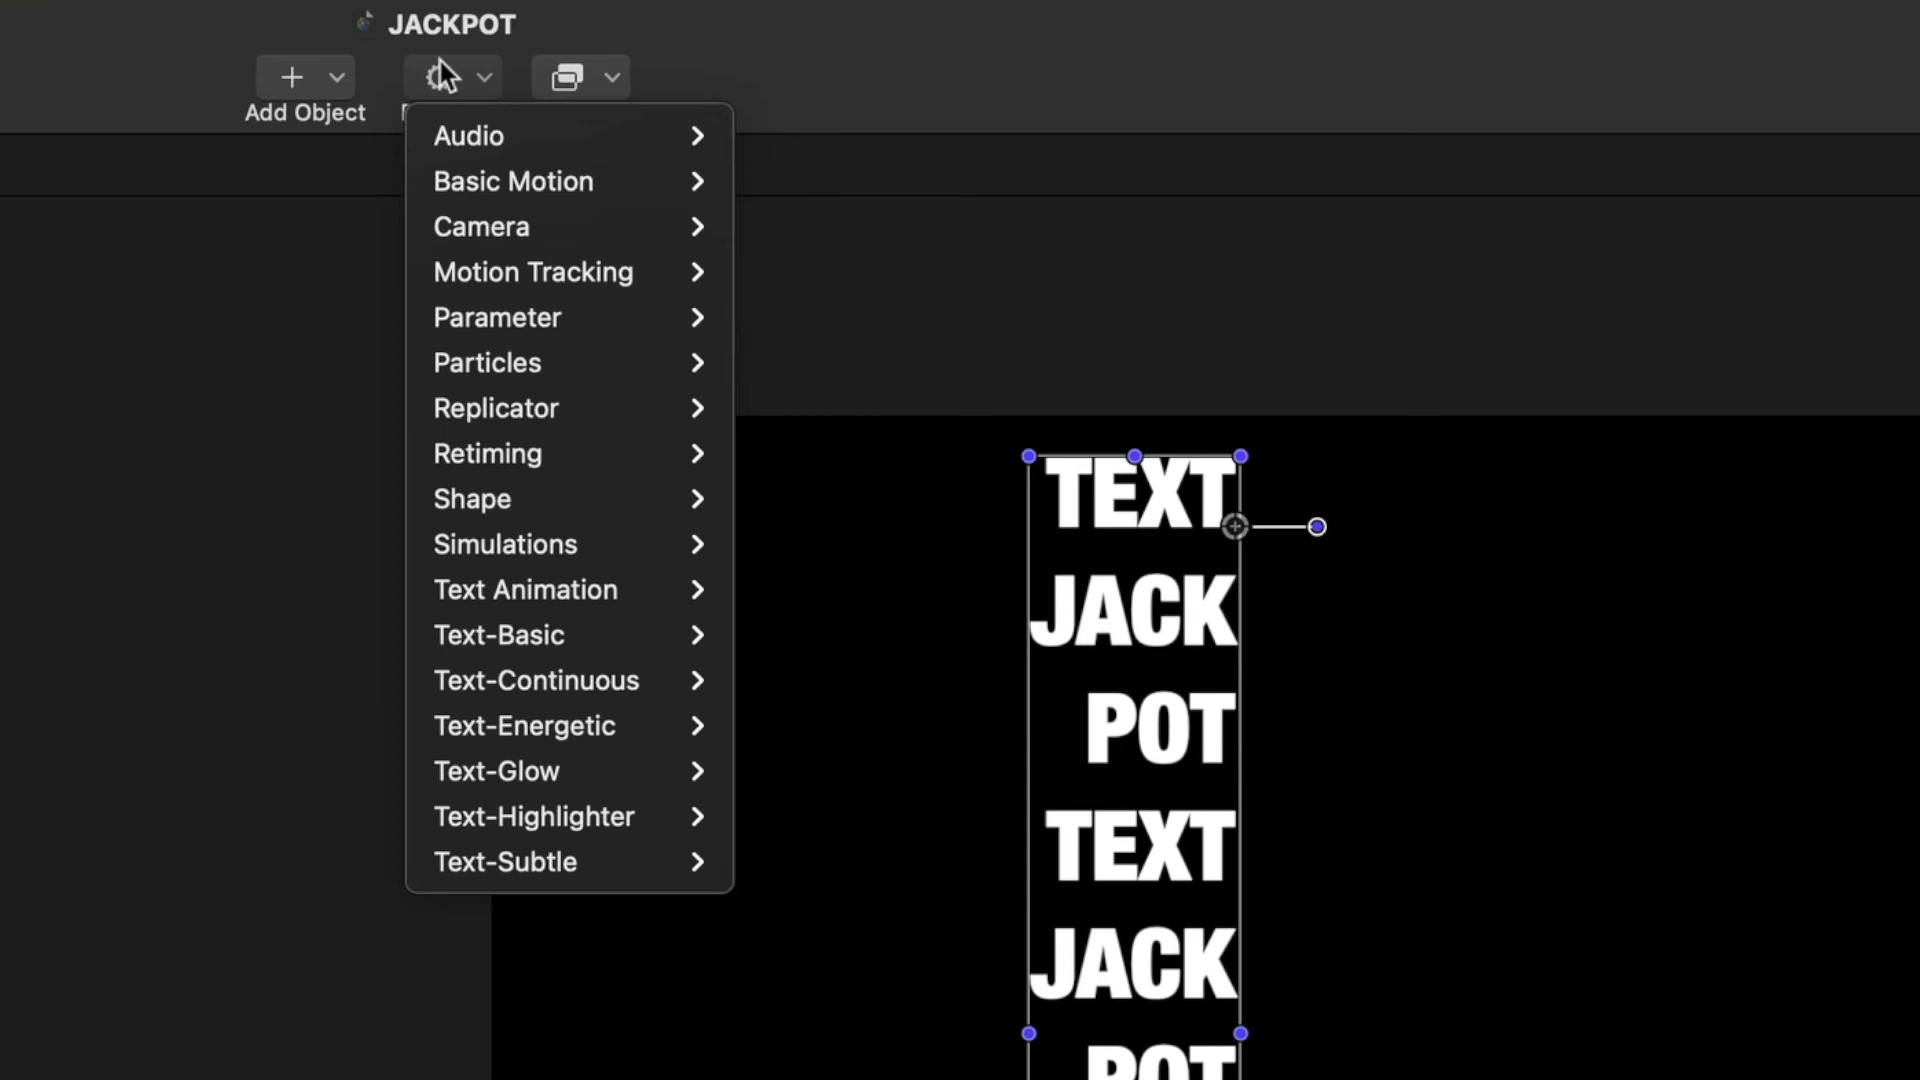 JACKPOT
Add Object
Audio
Basic Motion
Camera
Motion Tracking
Parameter
Particles
Replicator
Retiming
Shape
Simulations
Text Animation
Text-Basic
Text-Continuous
Text-Energetic
Text-Glow
Text-Highlighter
Text-Subtle
TEXT
JACK
POT
TEXT
JACK
POT